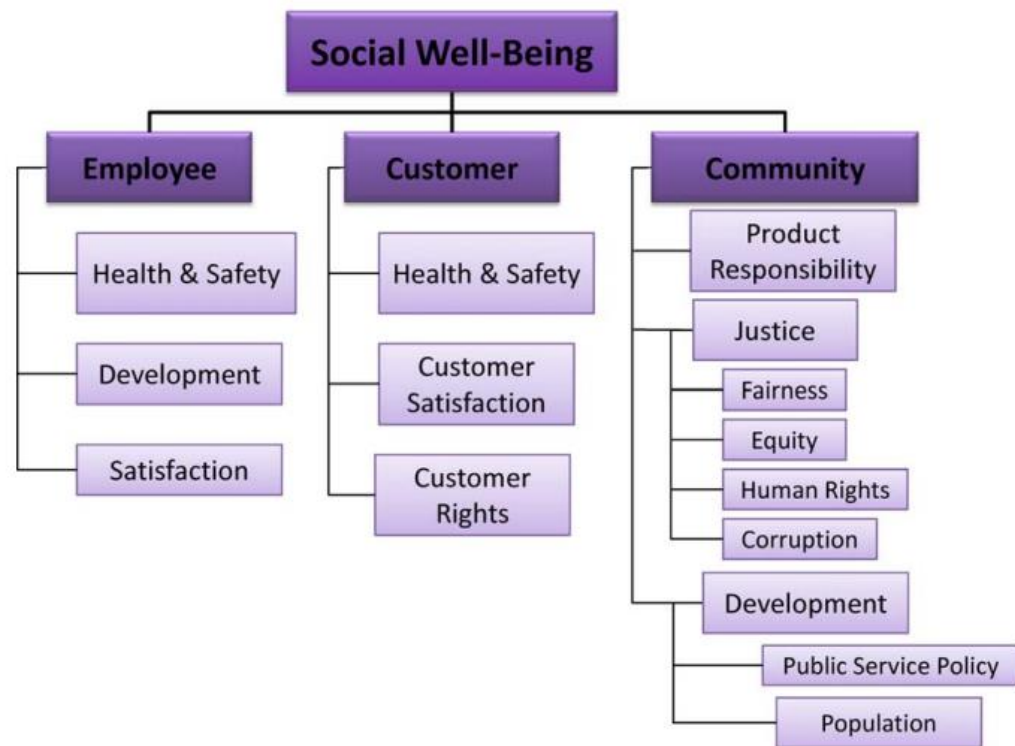 Social Well-Being
Employee
Health & Safety
Development
Satisfaction
Customer
Health & Safety
Customer
Satisfaction
Customer
Rights
Community
Product
Responsibility
Justice
Fairness
Equity
Human Rights
Corruption
Development
Public Service Policy
Population